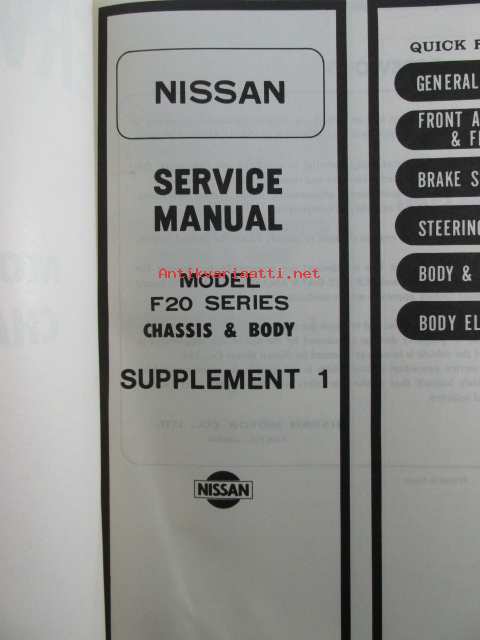 NISSAN
SERVICE
MANUAL
Antikvariaatti.net
MODEL
F20 SERIES
CHASSIS & BODY
SUPPLEMENT 1
NISSAN
QUICK
GENERAL
FRONT
&
BRAKE
STEERING
BODY &
BODY